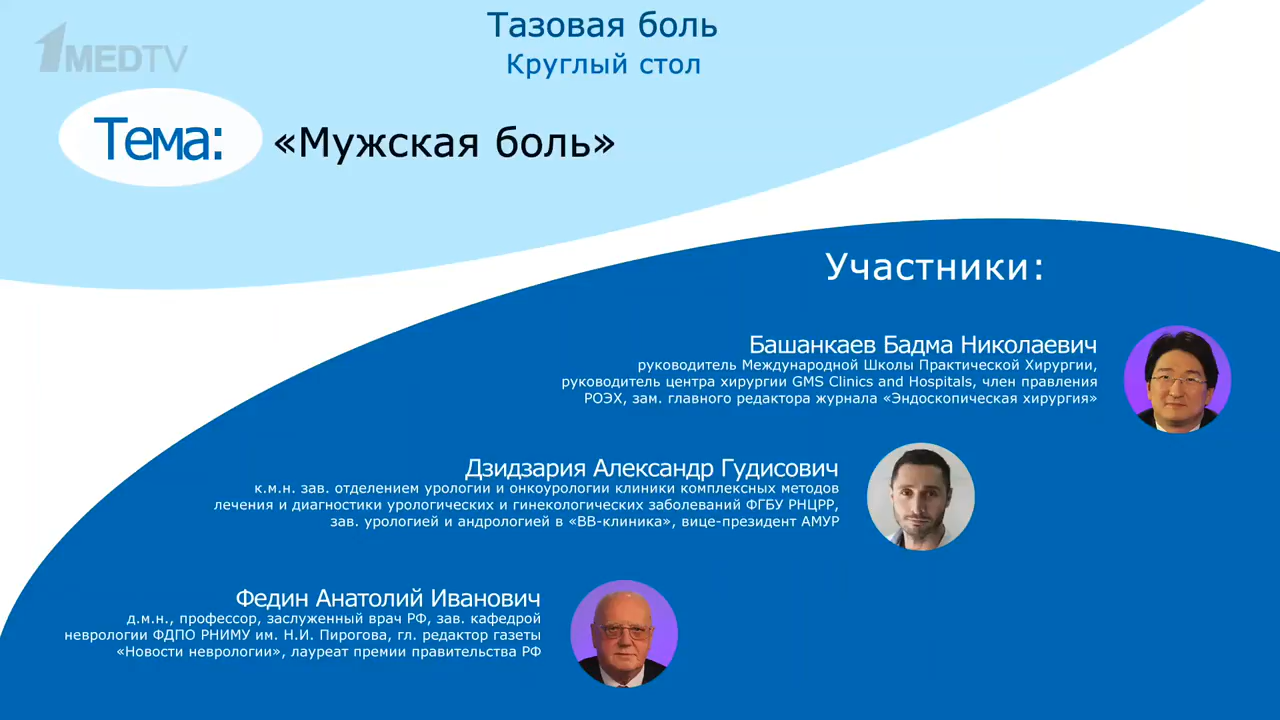 1MEDTV
Тазовая боль
Круглый стол
Тема:
«Мужская боль»
Участники:
Башанкаев Бадма Николаевич
руководитель Международной Школы Практической Хирургии,
руководитель центра хирургии GMS Clinics and Hospitals, член правления
РОЭХ, зам. главного редактора журнала «Эндоскопическая хирургия»
Дзидзария Александр Гудисович
к.м.н. зав. отделением урологии и онкоурологии клиники комплексных методов
лечения и диагностики урологических и гинекологических заболеваний ФГБУ РНЦРР,
зав. урологией и андрологией в «ВВ-клиника», вице-президент АМУР
Федин Анатолий Иванович
д.м.н., профессор, заслуженный врач РФ, зав. кафедрой
неврологии ФДПО РНИМУ им. Н.И. Пирогова, гл. редактор газеты
«Новости неврологии», лауреат премии правительства РФ